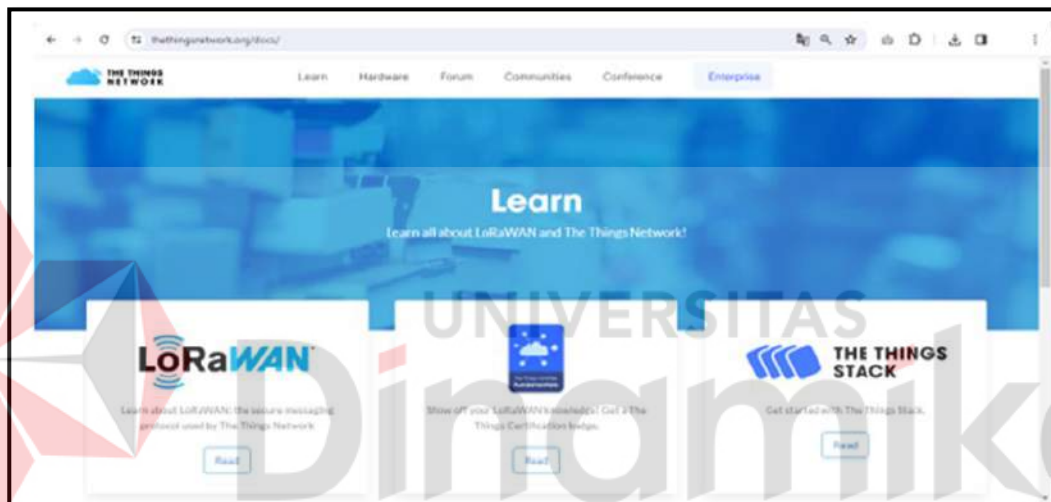 thethingsnetwork.org/docs/
THE THINGS
NETWORK
Learn
Hardware
Forum
Communities
Conference
Enterprise
Learn
Learn all about LoRaWAN and The Things Network!
UNIVERSITAS
Dinamika
LoRaWAN
Learn about LoRaWAN: the secure messaging
protocol used by The Things Network
Read
Show off your LoRaWAN knowledge! Get a The
Things Certification badge.
Read
THE THINGS
STACK
Get started with The Things Stack.
Read